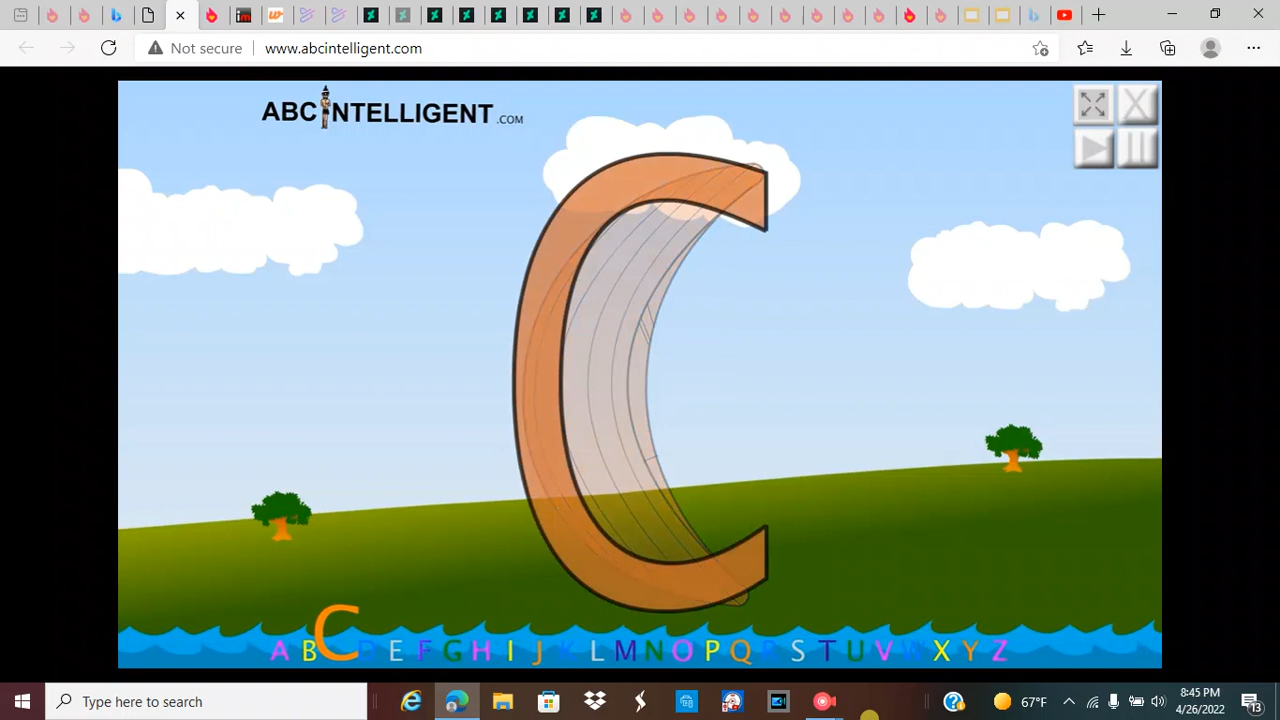 Not secure
www.abcintelligent.com
ABC INTELLIGENT .COM
C
A B C D E F G H I J K L M N O P Q R S T U V W X Y Z
Type here to search
67°F
8:45 PM
4/26/2022
13